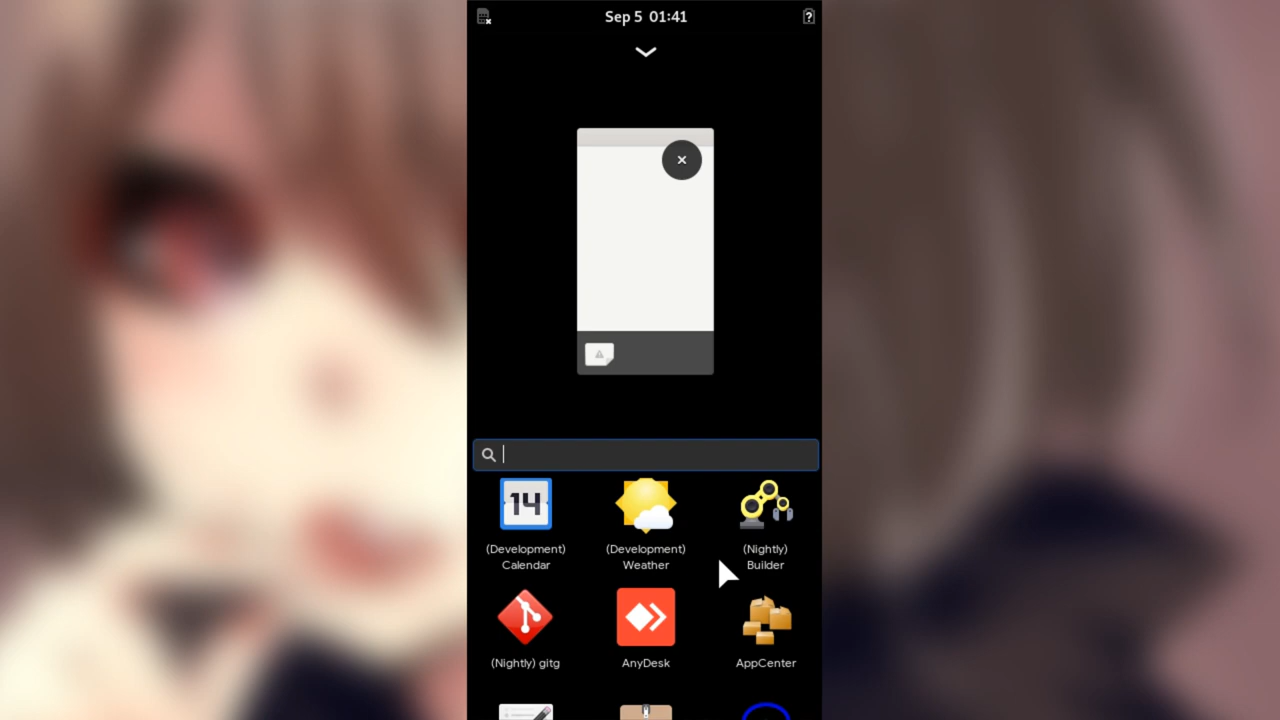 Sep 5 01:41
14
(Development)
Calendar
(Development)
Weather
(Nightly)
Builder
(Nightly) gitg
AnyDesk
AppCenter